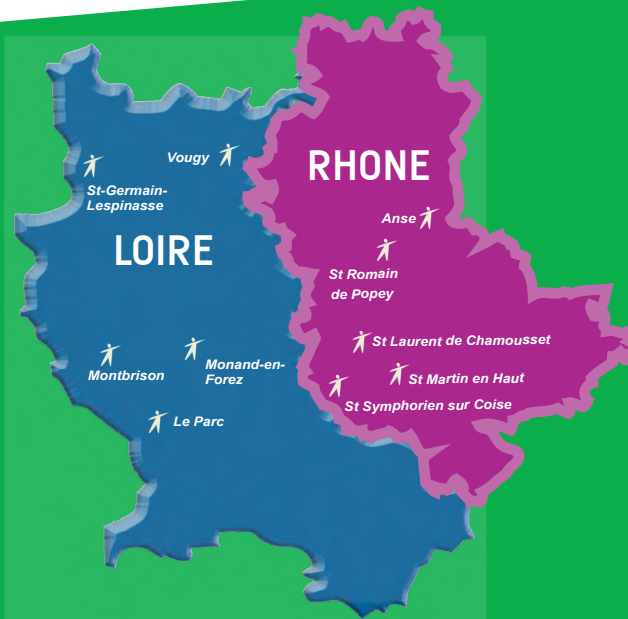 Vougy
RHONE
St-Germain-
Lespinasse
Anse
LOIRE
St Romain
de Popey
St Laurent de Chamousset
Montbrison
Monand-en-
Forez
St Martin en Haut
St Symphorien sur Coise
Le Parc